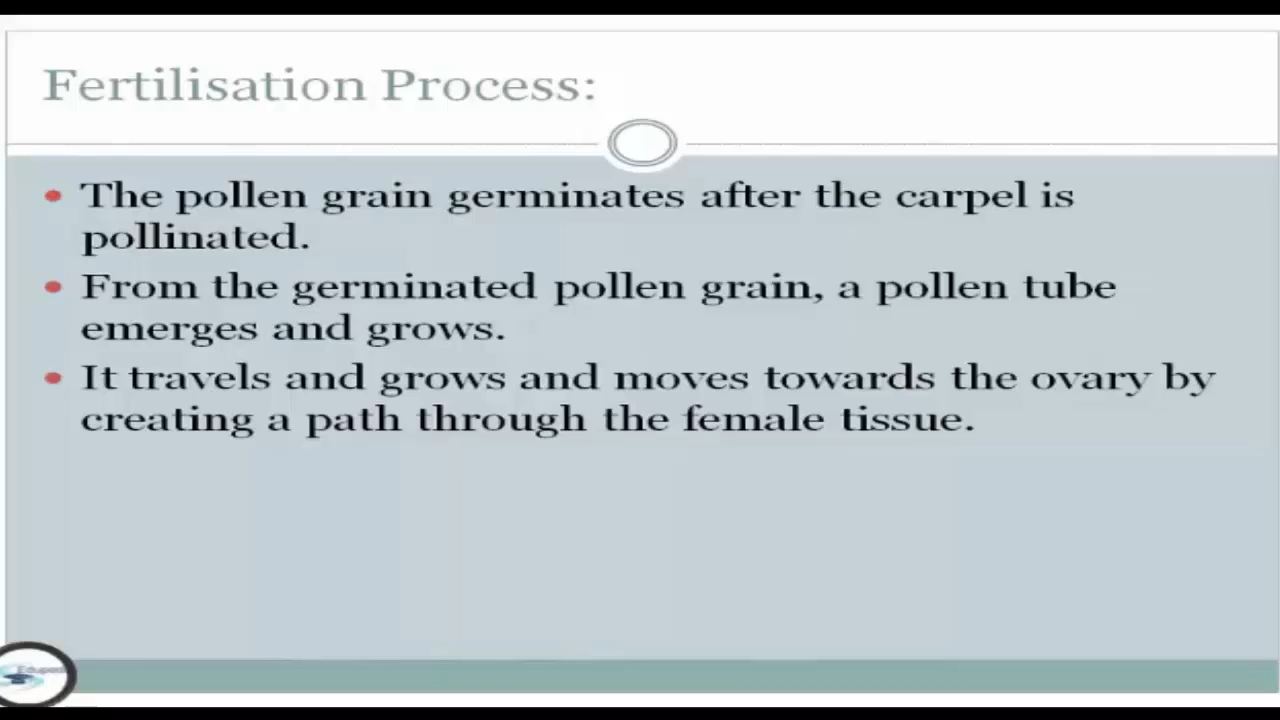 Fertilisation Process:
• The pollen grain germinates after the carpel is
pollinated.
• From the germinated pollen grain, a pollen tube
emerges and grows.
• It travels and grows and moves towards the ovary by
creating a path through the female tissue.